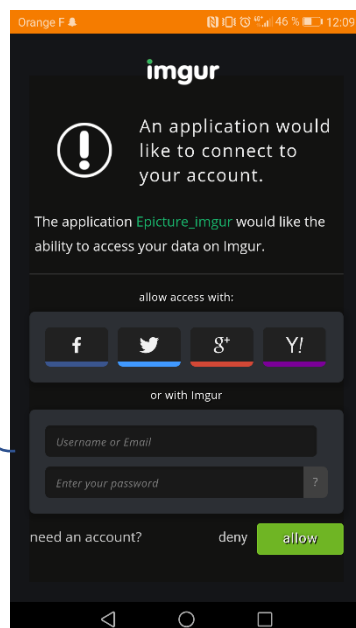 Orange F 46 % 12:09
imgur
An application would
like to connect to
your account.
The application Epicture_imgur would like the
ability to access your data on Imgur.
allow access with:
f g+ Y!
or with Imgur
Username or Email
Enter your password ?
need an account? deny allow